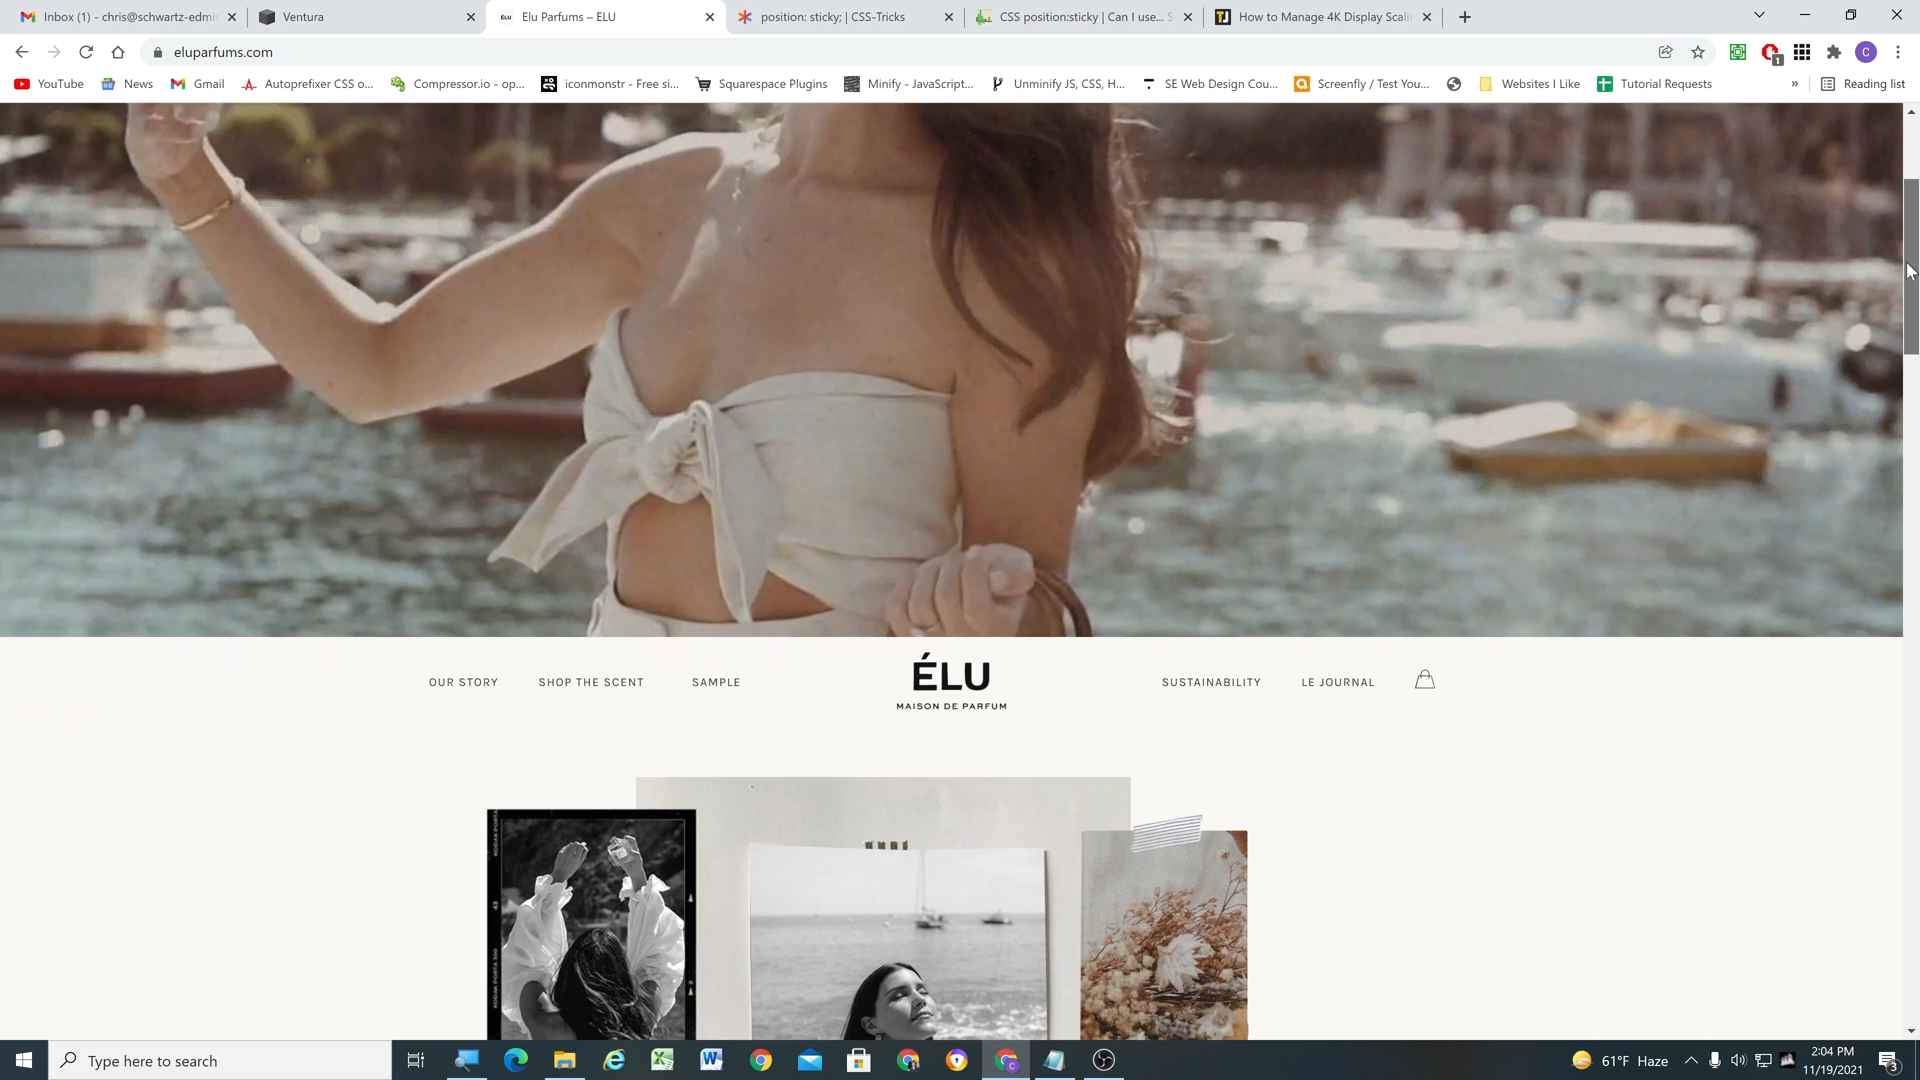 Inbox (1) - chris@schwartz-edmi
Ventura
ÉLU Elu Parfums – ELU
position: sticky; | CSS-Tricks
CSS position:sticky | Can I use... S
TJ How to Manage 4K Display Scali
eluparfums.com
1
C
YouTube
News
Gmail
Autoprefixer CSS o...
Compressor.io - op...
iconmonstr - Free si...
Squarespace Plugins
Minify - JavaScript...
Unminify JS, CSS, H...
SE Web Design Cou...
Screenfly / Test You...
Websites I Like
Tutorial Requests
»
Reading list
OUR STORY
SHOP THE SCENT
SAMPLE
ÉLU
MAISON DE PARFUM
SUSTAINABILITY
LE JOURNAL
Type here to search
61°F Haze
2:04 PM
11/19/2021
3